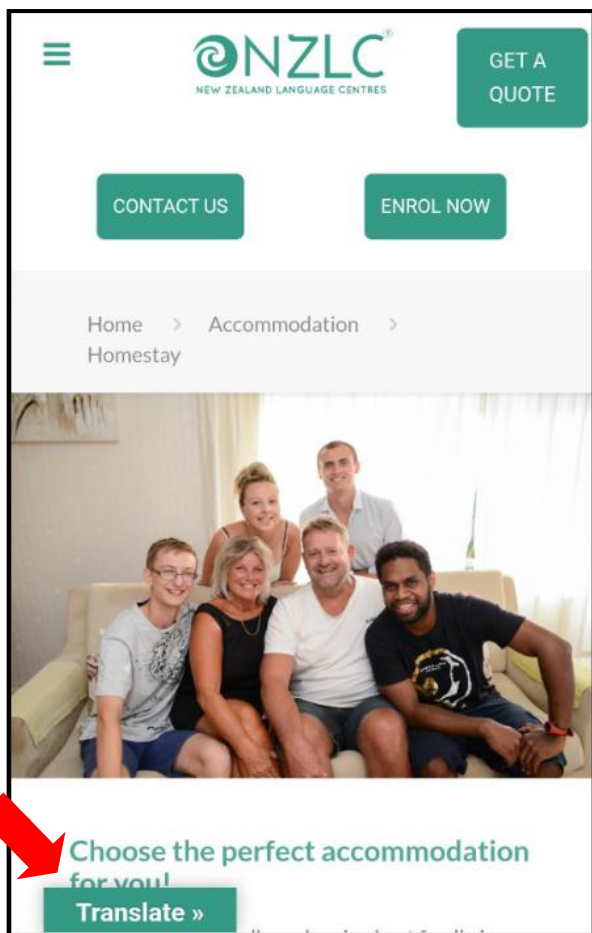 NZLC®
NEW ZEALAND LANGUAGE CENTRES
GET A
QUOTE
CONTACT US
ENROL NOW
Home > Accommodation >
Homestay
Choose the perfect accommodation
for you!
Translate »